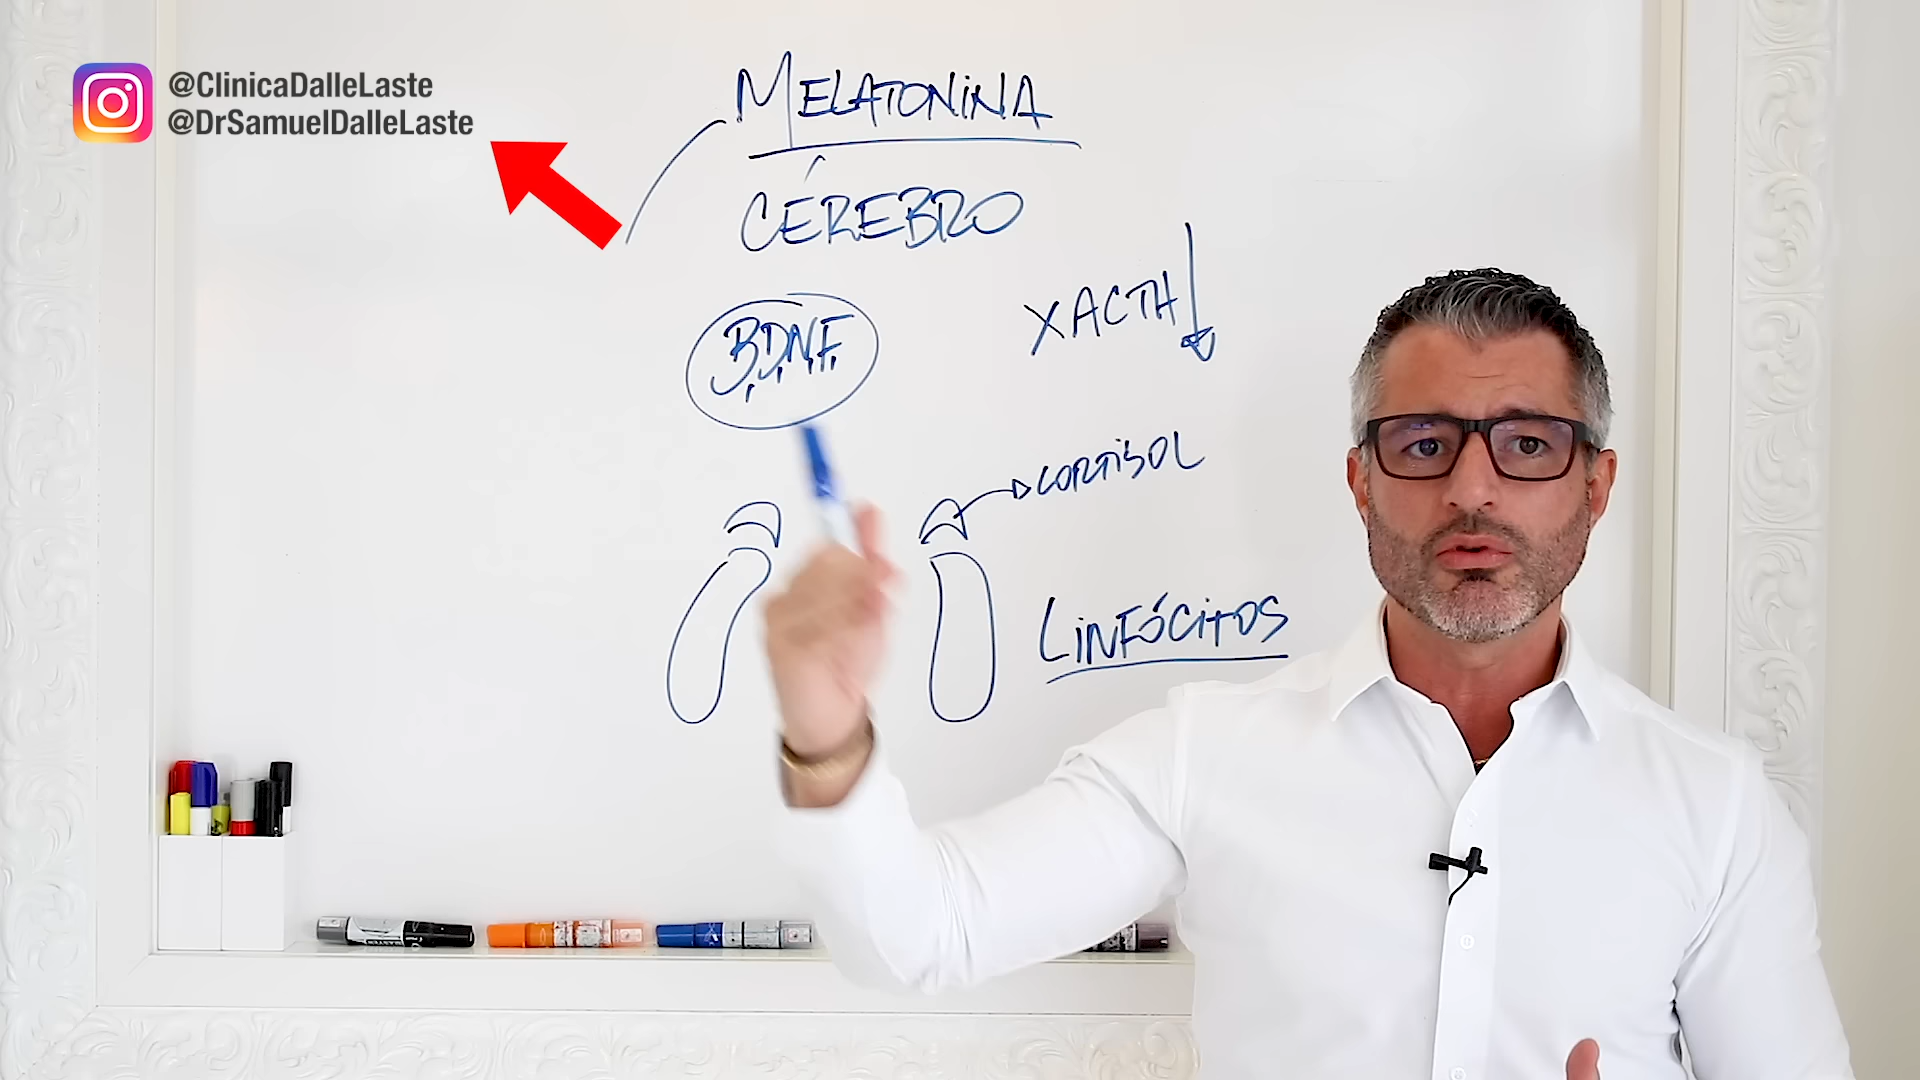 @ClinicaDalleLaste
@DrSamuelDalleLaste
MELATONINA
CÉREBRO
BDNF
XACTH
CORTISOL
LINFÓCITOS